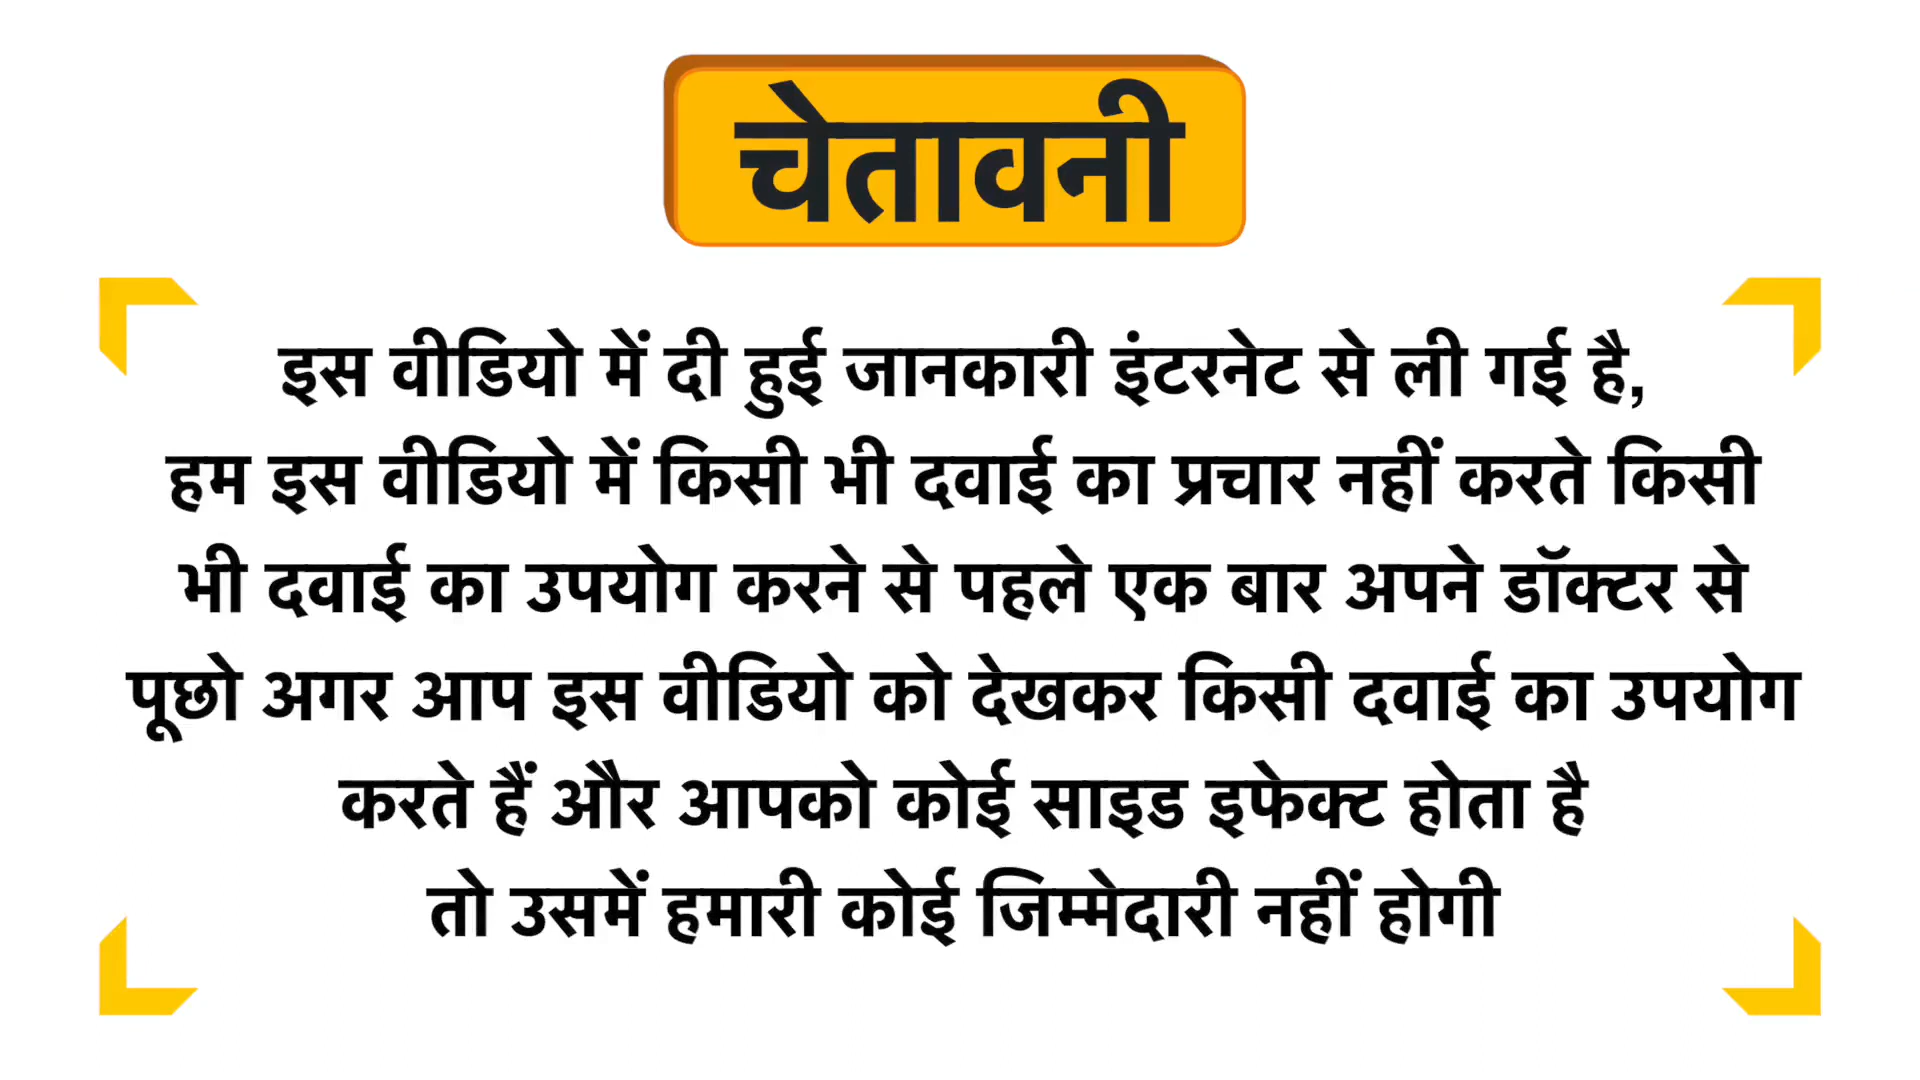 चेतावनी
इस वीडियो में दी हुई जानकारी इंटरनेट से ली गई है,
हम इस वीडियो में किसी भी दवाई का प्रचार नहीं करते किसी
भी दवाई का उपयोग करने से पहले एक बार अपने डॉक्टर से
पूछो अगर आप इस वीडियो को देखकर किसी दवाई का उपयोग
करते हैं और आपको कोई साइड इफेक्ट होता है
तो उसमें हमारी कोई जिम्मेदारी नहीं होगी